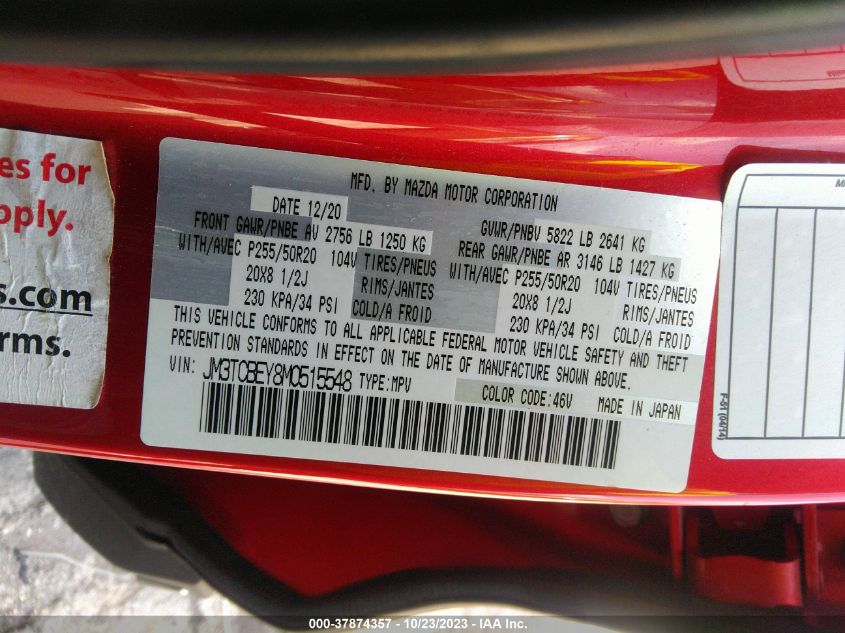 es for
pply.
s.com
rms.
MFD. BY MAZDA MOTOR CORPORATION
DATE 12/20
GVWR/PNBV 5822 LB 2641 KG
FRONT GAWR/PNBE AV 2756 LB 1250 KG
REAR GAWR/PNBE AR 3146 LB 1427 KG
WITH/AVEC P255/50R20 104V TIRES/PNEUS
WITH/AVEC P255/50R20 104V TIRES/PNEUS
20X8 1/2J RIMS/JANTES
20X8 1/2J RIMS/JANTES
230 KPA/34 PSI COLD/A FROID
230 KPA/34 PSI COLD/A FROID
THIS VEHICLE CONFORMS TO ALL APPLICABLE FEDERAL MOTOR VEHICLE SAFETY AND THEFT
PREVENTION STANDARDS IN EFFECT ON THE DATE OF MANUFACTURE SHOWN ABOVE.
VIN: JM3TCBEY8M0515548 TYPE:MPV
COLOR CODE:46V MADE IN JAPAN
F-51 (04/14)
000-37874357 - 10/23/2023 - IAA Inc.